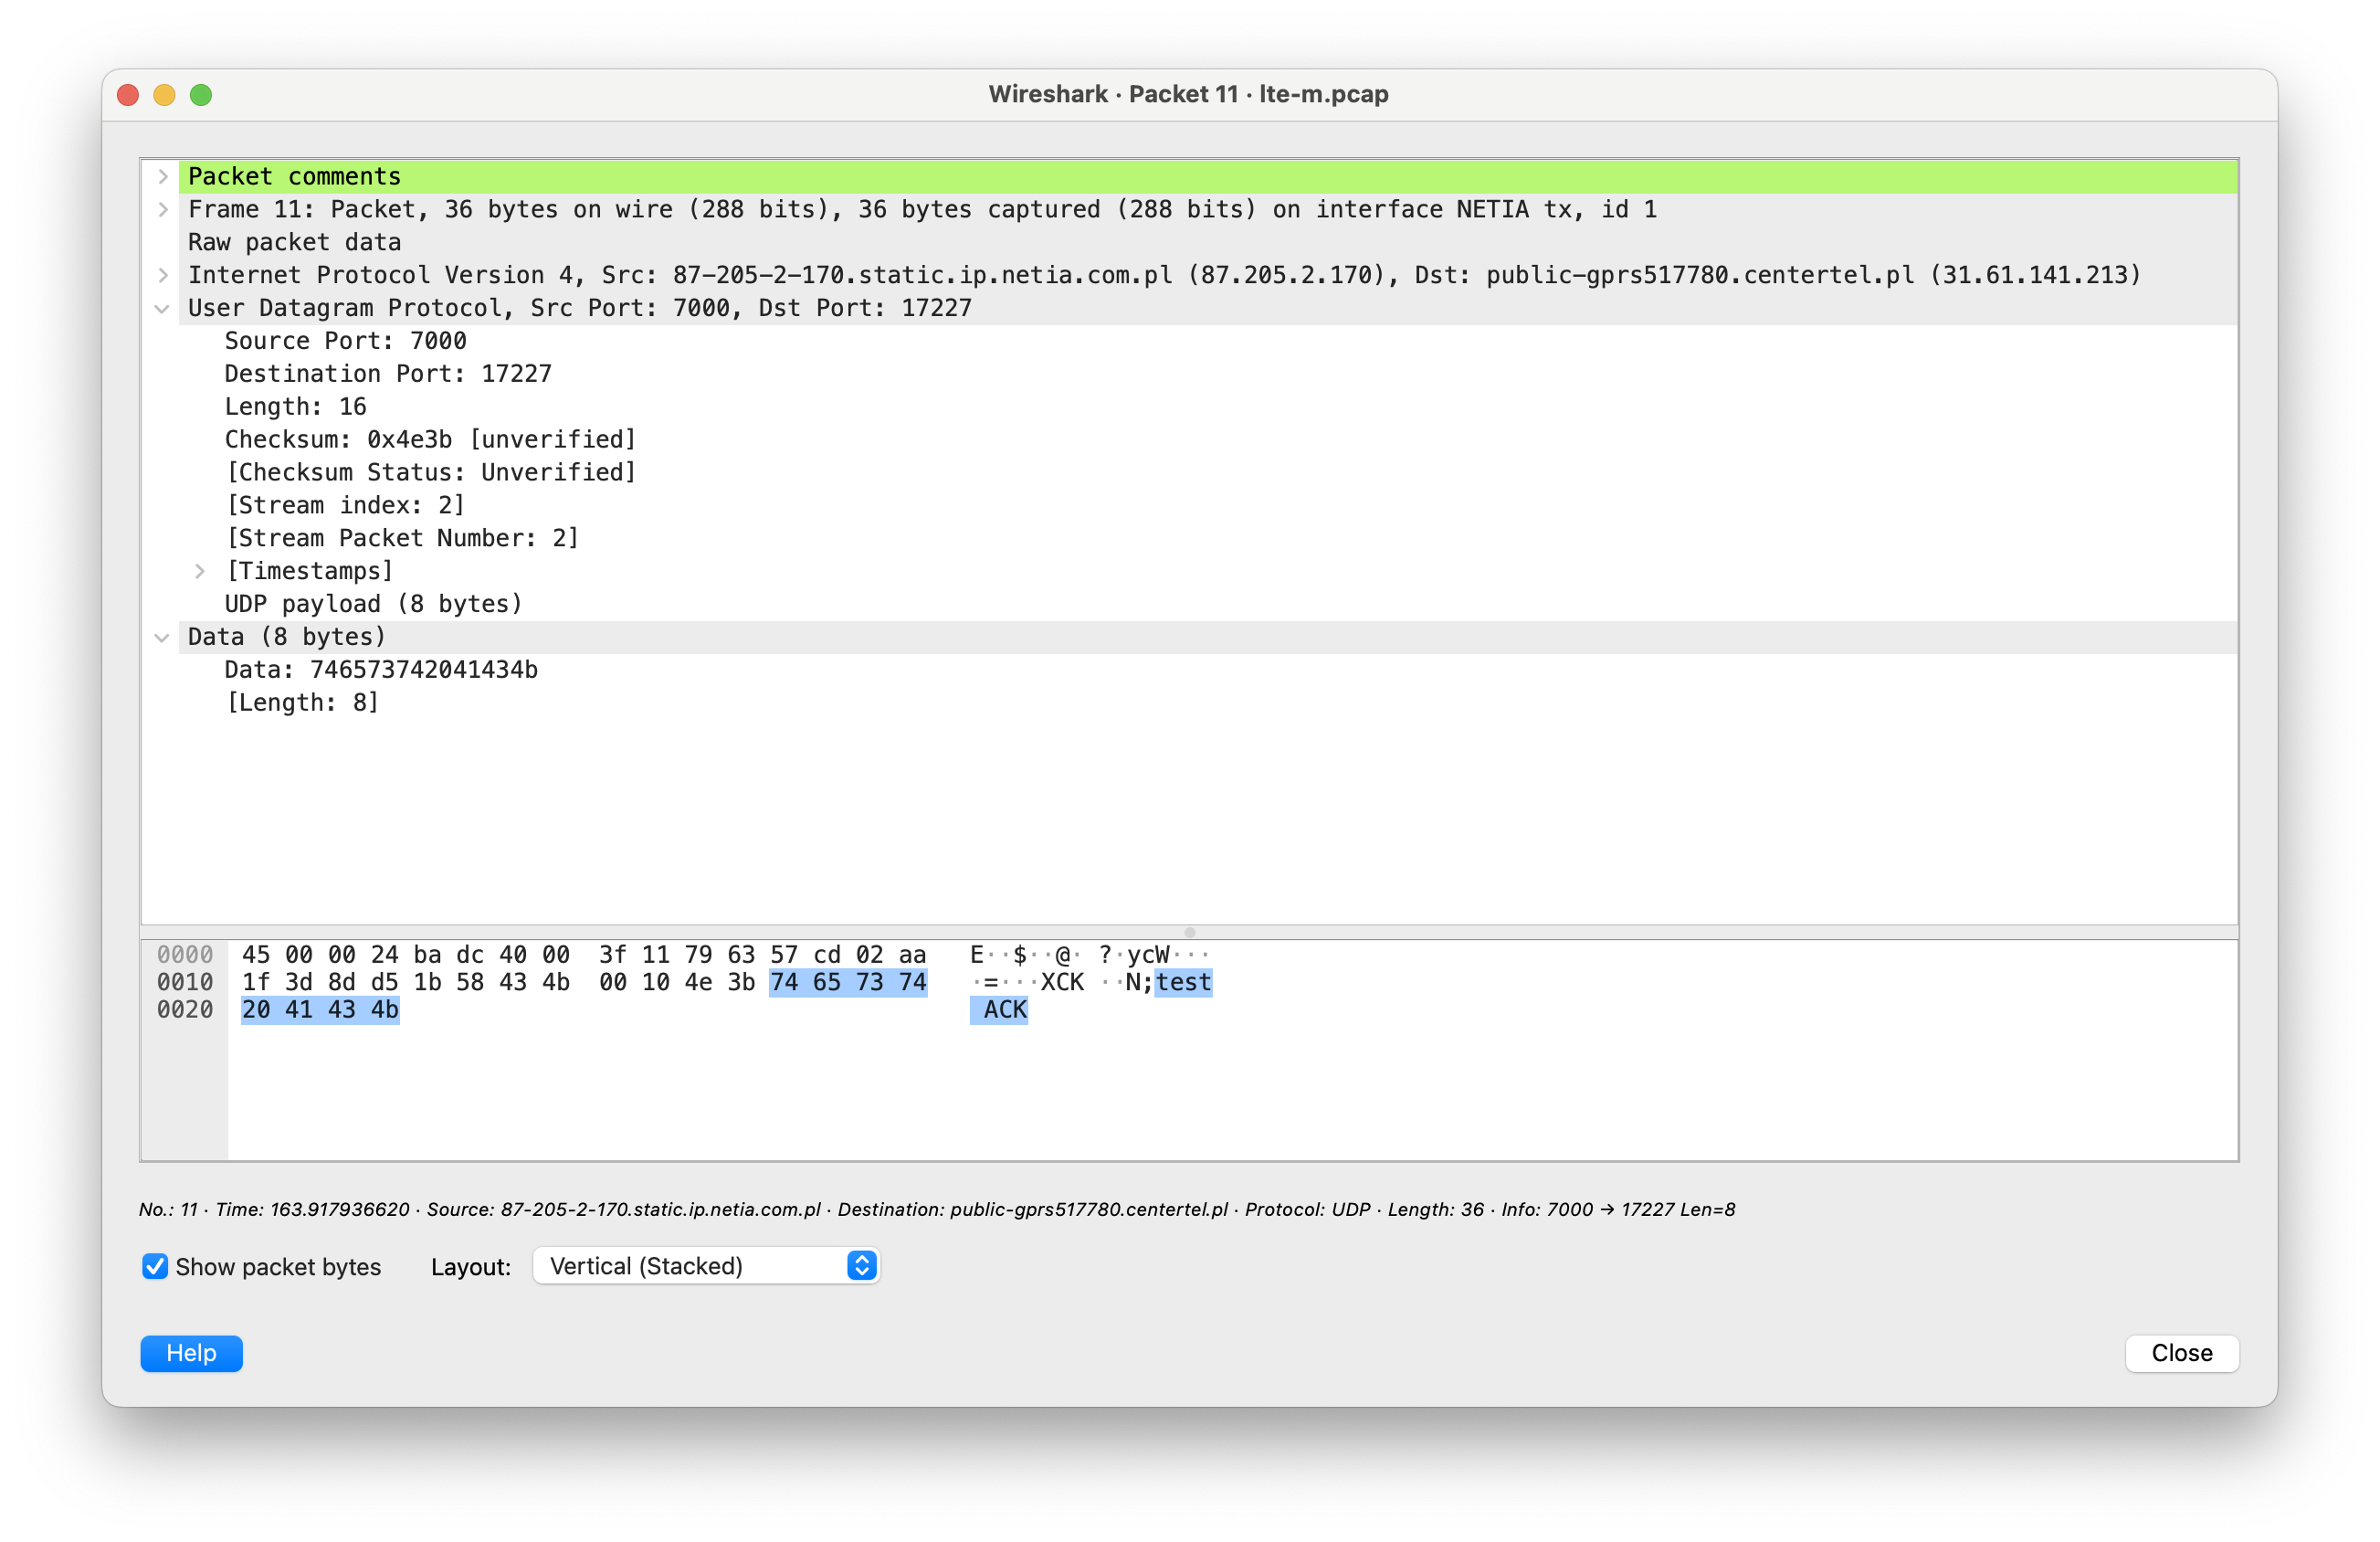 Wireshark · Packet 11 · lte-m.pcap
Packet comments
Frame 11: Packet, 36 bytes on wire (288 bits), 36 bytes captured (288 bits) on interface NETIA tx, id 1
Raw packet data
Internet Protocol Version 4, Src: 87-205-2-170.static.ip.netia.com.pl (87.205.2.170), Dst: public-gprs517780.centertel.pl (31.61.141.213)
User Datagram Protocol, Src Port: 7000, Dst Port: 17227
Source Port: 7000
Destination Port: 17227
Length: 16
Checksum: 0x4e3b [unverified]
[Checksum Status: Unverified]
[Stream index: 2]
[Stream Packet Number: 2]
[Timestamps]
UDP payload (8 bytes)
Data (8 bytes)
Data: 746573742041434b
[Length: 8]
0000 45 00 00 24 ba dc 40 00 3f 11 79 63 57 cd 02 aa E··$··@· ?·ycW···
0010 1f 3d 8d d5 1b 58 43 4b 00 10 4e 3b 74 65 73 74 ·=···XCK ··N;test
0020 20 41 43 4b ACK
No.: 11 · Time: 163.917936620 · Source: 87-205-2-170.static.ip.netia.com.pl · Destination: public-gprs517780.centertel.pl · Protocol: UDP · Length: 36 · Info: 7000 → 17227 Len=8
Show packet bytes Layout: Vertical (Stacked)
Help Close